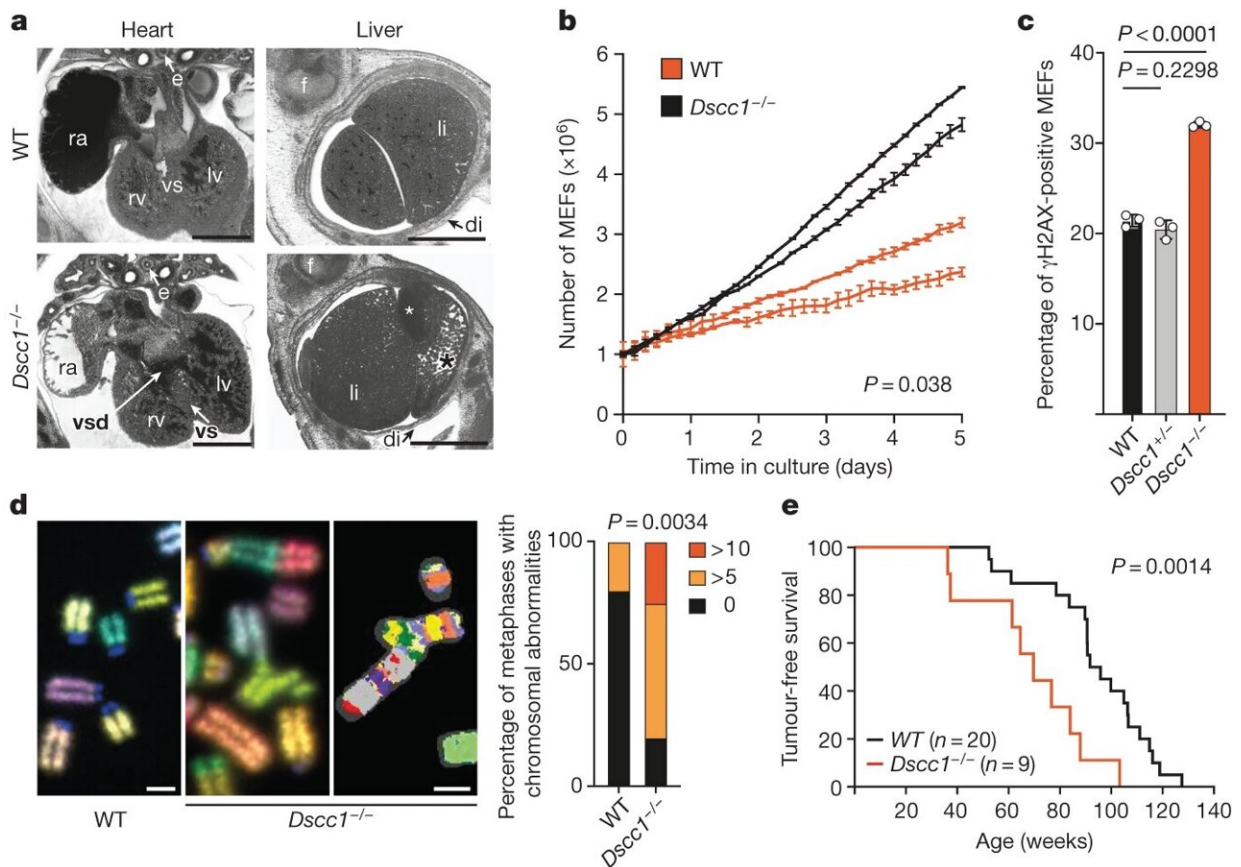 a
Heart
Liver
WT
Dscc1−/−
e
ra
rv
vs
lv
f
li
di
e
ra
vsd
rv
lv
vs
f
*
*
li
di
b
Number of MEFs (×10⁶)
6
5
4
3
2
1
0
WT
Dscc1−/−
P = 0.038
0 1 2 3 4 5
Time in culture (days)
c
P < 0.0001
P = 0.2298
Percentage of γH2AX-positive MEFs
40
30
20
0
WT
Dscc1+/−
Dscc1−/−
d
WT
Dscc1−/−
Percentage of metaphases with
chromosomal abnormalities
P = 0.0034
100
50
0
>10
>5
0
WT
Dscc1−/−
e
Tumour-free survival
100
80
60
40
20
0
P = 0.0014
WT (n = 20)
Dscc1−/− (n = 9)
20 40 60 80 100 120 140
Age (weeks)